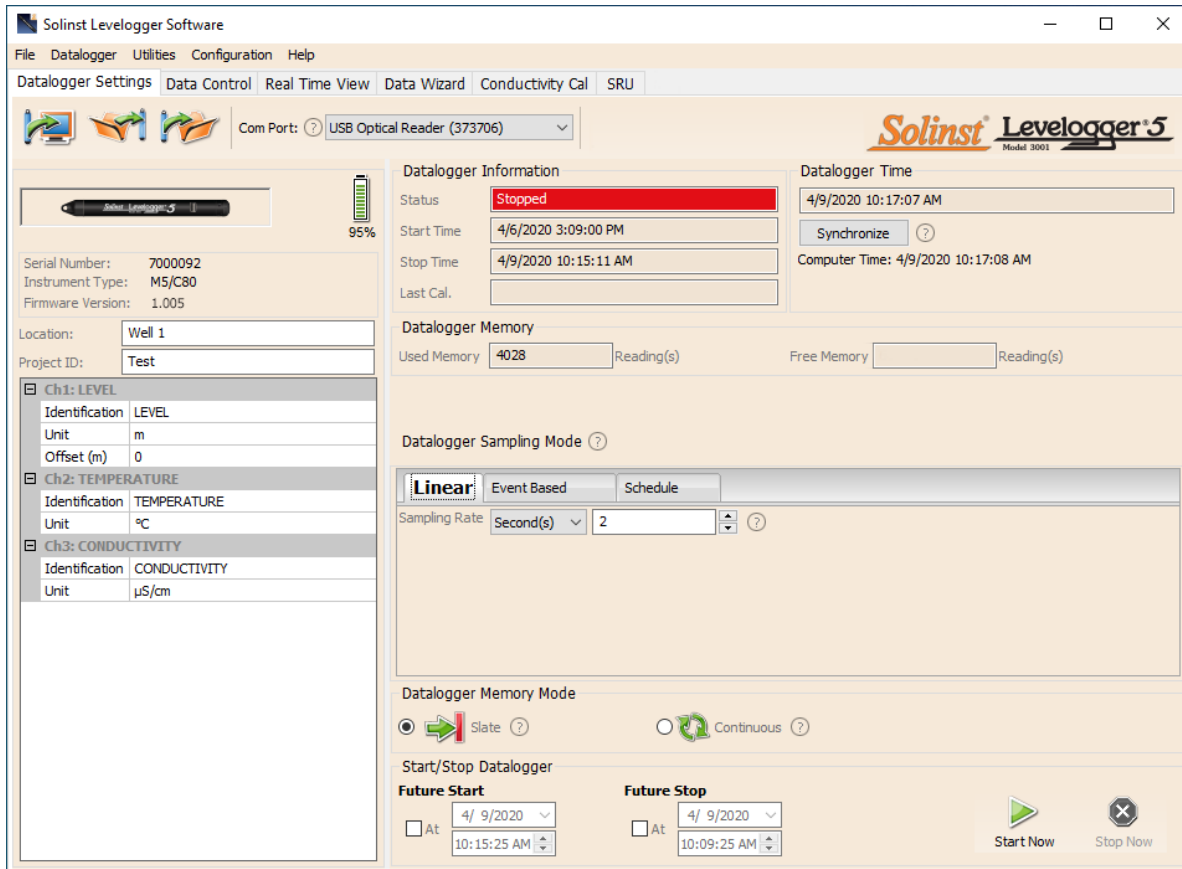 Solinst Levelogger Software
File Datalogger Utilities Configuration Help
Datalogger Settings Data Control Real Time View Data Wizard Conductivity Cal SRU
Com Port: ? USB Optical Reader (373706)
Solinst® Levelogger® 5
Model 3001
Solinst Levelogger 5
95%
Serial Number: 7000092
Instrument Type: M5/C80
Firmware Version: 1.005
Location: Well 1
Project ID: Test
Ch1: LEVEL
Identification LEVEL
Unit m
Offset (m) 0
Ch2: TEMPERATURE
Identification TEMPERATURE
Unit ºC
Ch3: CONDUCTIVITY
Identification CONDUCTIVITY
Unit µS/cm
Datalogger Information
Status Stopped
Start Time 4/6/2020 3:09:00 PM
Stop Time 4/9/2020 10:15:11 AM
Last Cal.
Datalogger Time
4/9/2020 10:17:07 AM
Synchronize ?
Computer Time: 4/9/2020 10:17:08 AM
Datalogger Memory
Used Memory 4028 Reading(s) Free Memory Reading(s)
Datalogger Sampling Mode ?
Linear Event Based Schedule
Sampling Rate Second(s) 2 ?
Datalogger Memory Mode
Slate ? Continuous ?
Start/Stop Datalogger
Future Start Future Stop
At 4/ 9/2020 At 4/ 9/2020
10:15:25 AM 10:09:25 AM
Start Now Stop Now